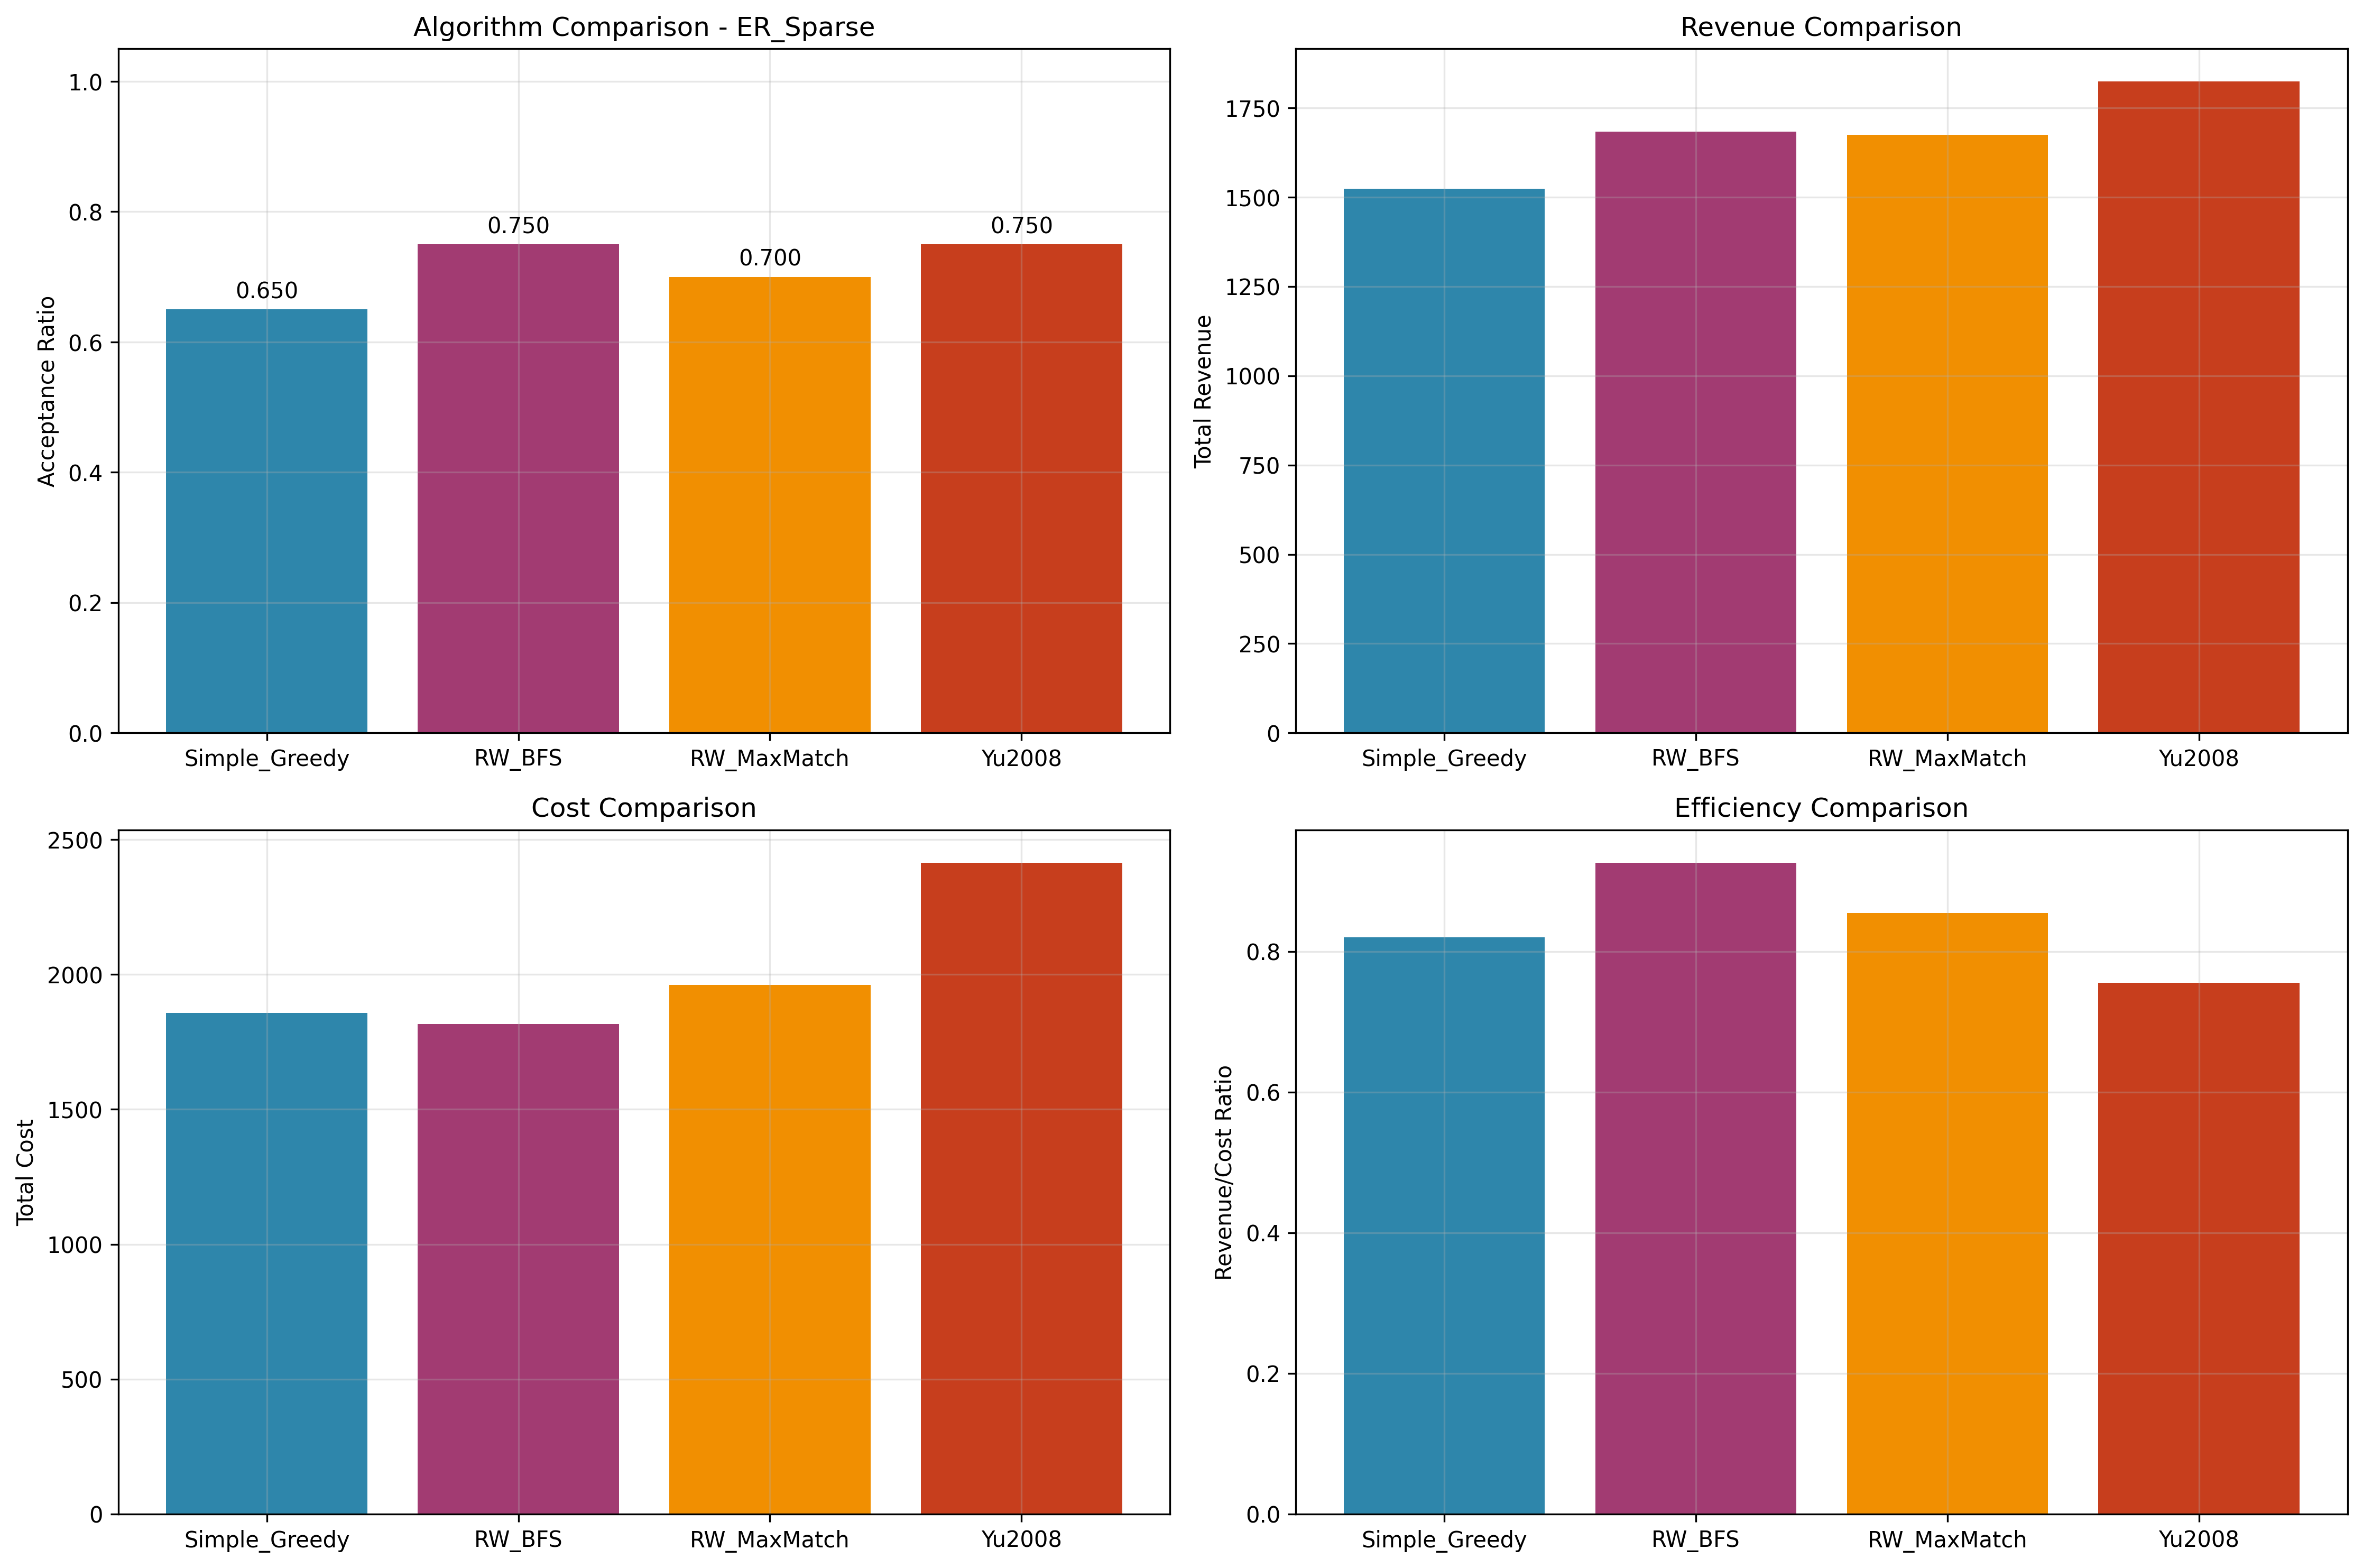 Algorithm Comparison - ER_Sparse
Acceptance Ratio
1.0
0.8
0.6
0.4
0.2
0.0
0.650
0.750
0.700
0.750
Simple_Greedy RW_BFS RW_MaxMatch Yu2008
Revenue Comparison
Total Revenue
1750
1500
1250
1000
750
500
250
0
Simple_Greedy RW_BFS RW_MaxMatch Yu2008
Cost Comparison
Total Cost
2500
2000
1500
1000
500
0
Simple_Greedy RW_BFS RW_MaxMatch Yu2008
Efficiency Comparison
Revenue/Cost Ratio
0.8
0.6
0.4
0.2
0.0
Simple_Greedy RW_BFS RW_MaxMatch Yu2008